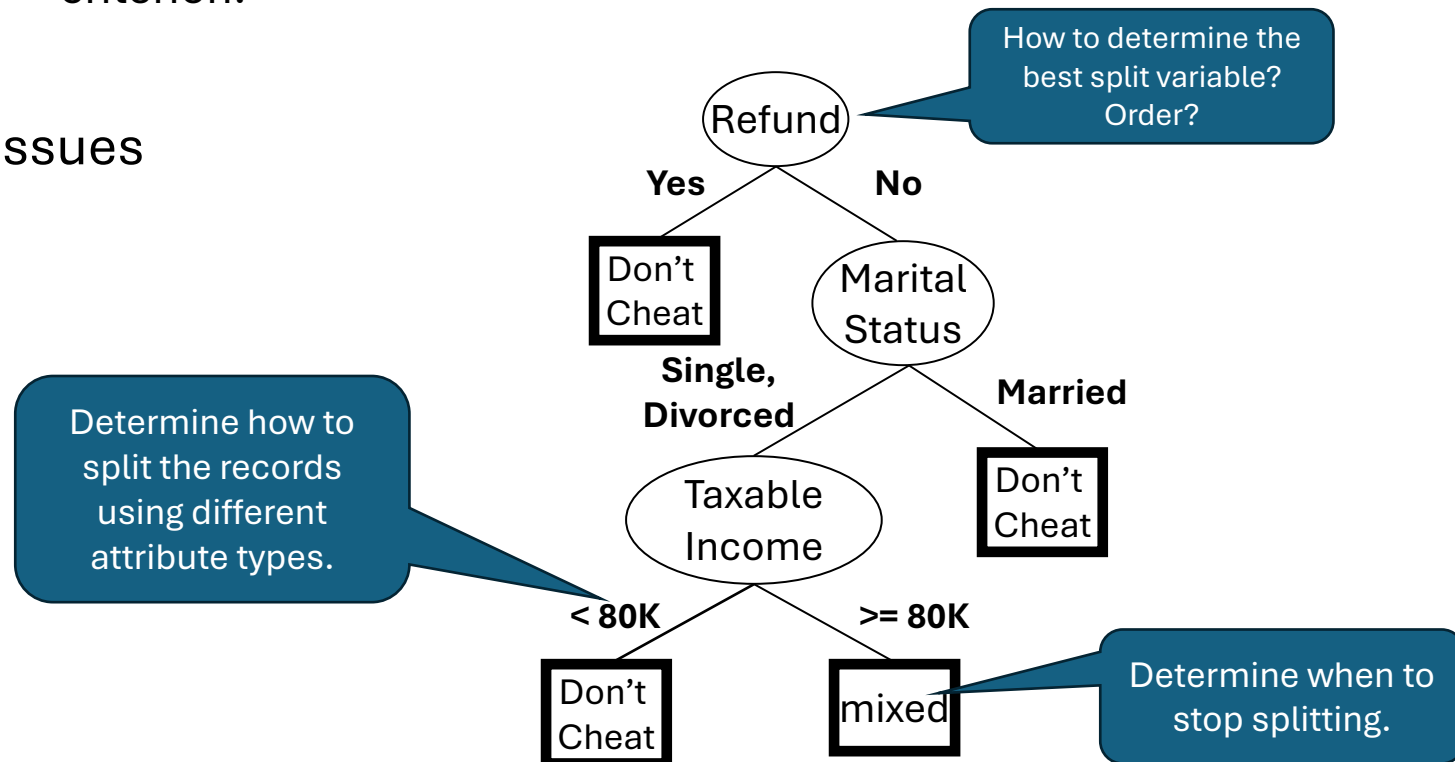 criterion.
How to determine the
best split variable?
Order?
Refund
ssues
Yes
No
Don't
Cheat
Marital
Status
Single,
Divorced
Married
Determine how to
split the records
using different
attribute types.
Taxable
Income
Don't
Cheat
< 80K
>= 80K
Determine when to
stop splitting.
Don't
Cheat
mixed